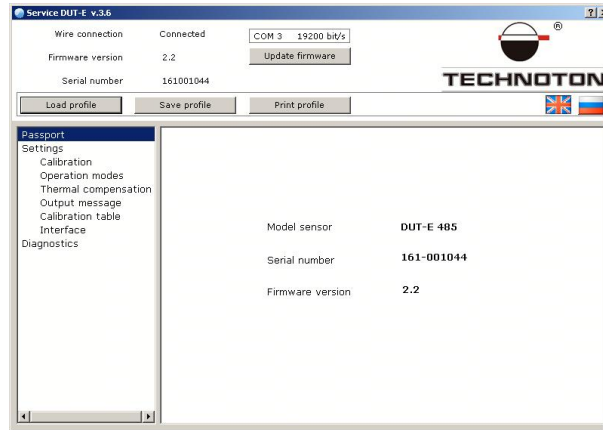 Service DUT-E v.3.6
Wire connection Connected COM 3 19200 bit/s
Firmware version 2.2 Update firmware
Serial number 161001044
®
TECHNOTON
Load profile Save profile Print profile
Passport
Settings
Calibration
Operation modes
Thermal compensation
Output message
Calibration table
Interface
Diagnostics
Model sensor DUT-E 485
Serial number 161-001044
Firmware version 2.2